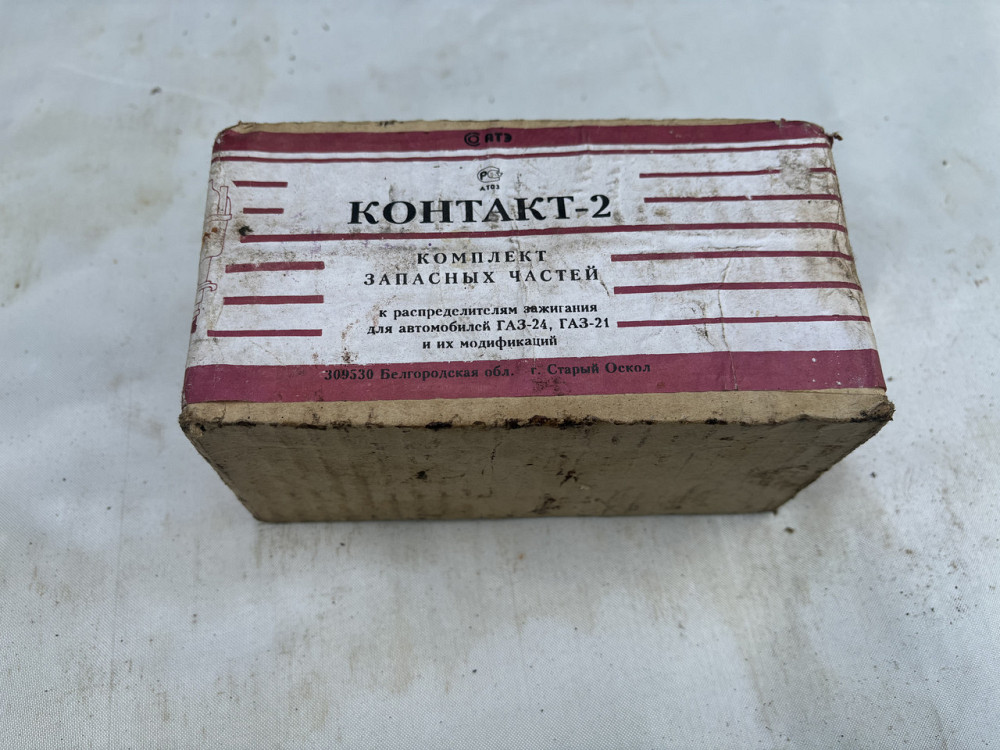 АТЭ
АТ03
КОНТАКТ-2
КОМПЛЕКТ
ЗАПАСНЫХ ЧАСТЕЙ
к распределителям зажигания
для автомобилей ГАЗ-24, ГАЗ-21
и их модификаций
309530 Белгородская обл. г. Старый Оскол